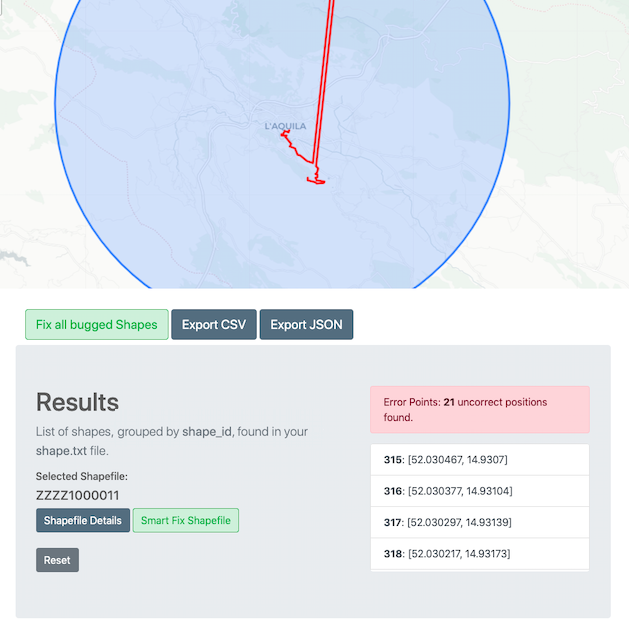 L'AQUILA
Fix all bugged Shapes
Export CSV
Export JSON
Results
List of shapes, grouped by shape_id, found in your
shape.txt file.
Selected Shapefile:
ZZZZ1000011
Shapefile Details
Smart Fix Shapefile
Reset
Error Points: 21 uncorrect positions
found.
315: [52.030467, 14.9307]
316: [52.030377, 14.93104]
317: [52.030297, 14.93139]
318: [52.030217, 14.93173]